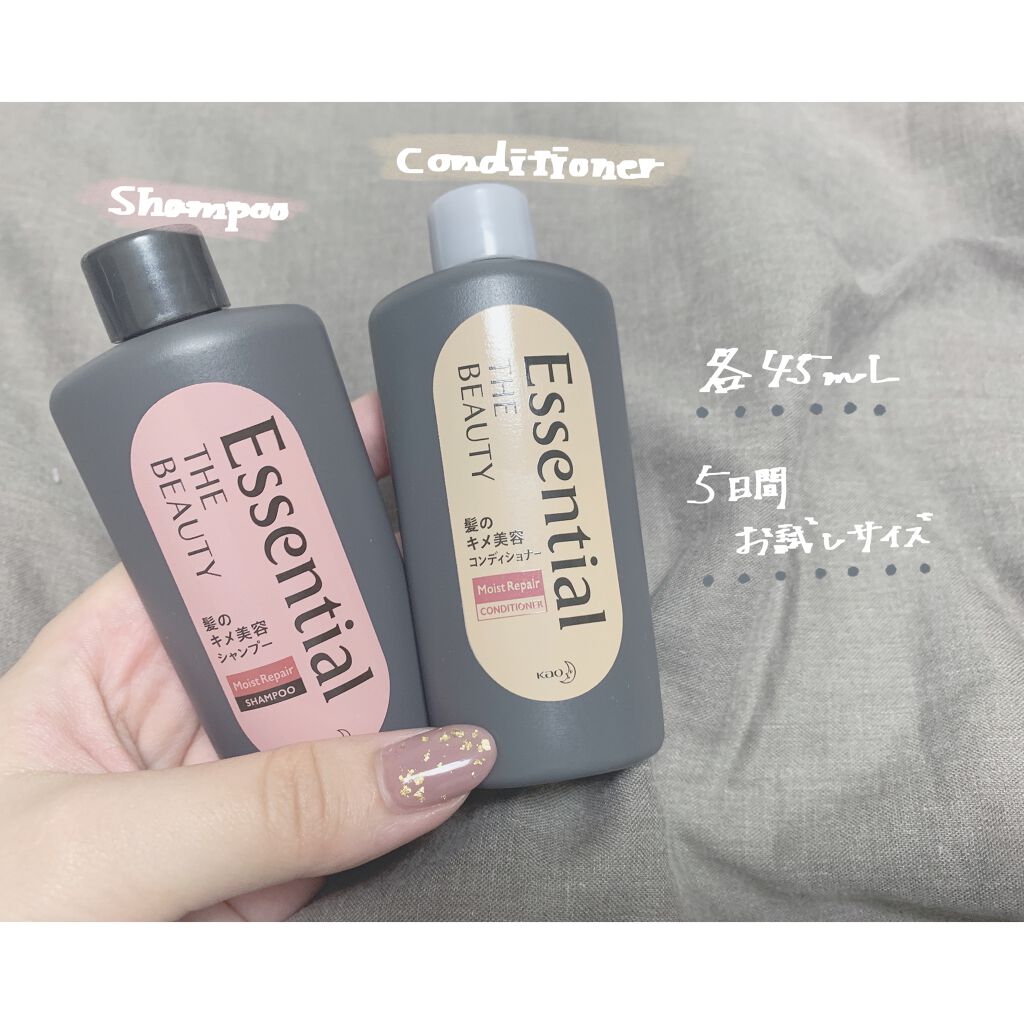 Shampoo
Conditioner
各45mL
5日間
お試しサイズ
Essential
THE
BEAUTY
髪の
キメ美容
シャンプー
Moist Repair
SHAMPOO
Essential
THE
BEAUTY
髪の
キメ美容
コンディショナー
Moist Repair
CONDITIONER
Kao